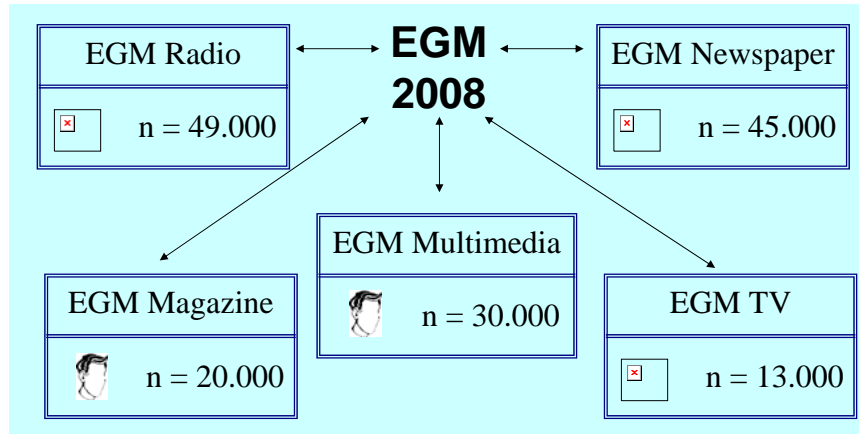 EGM Radio
n = 49.000
EGM
2008
EGM Newspaper
n = 45.000
EGM Multimedia
n = 30.000
EGM Magazine
n = 20.000
EGM TV
n = 13.000